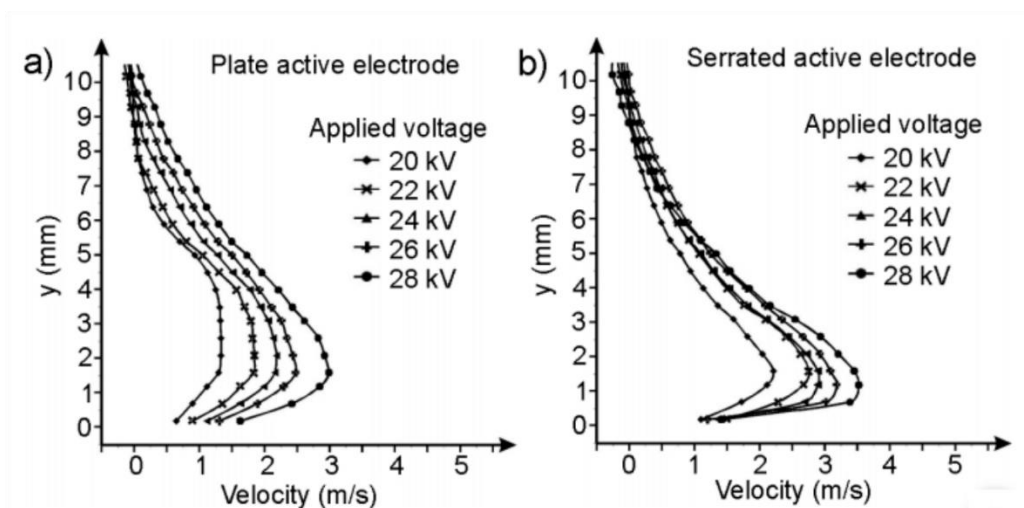 a)
Plate active electrode
Applied voltage
20 kV
22 kV
24 kV
26 kV
28 kV
10
9
8
7
6
5
4
3
2
1
0
y (mm)
0 1 2 3 4 5
Velocity (m/s)
b)
Serrated active electrode
Applied voltage
20 kV
22 kV
24 kV
26 kV
28 kV
10
9
8
7
6
5
4
3
2
1
0
y (mm)
0 1 2 3 4 5
Velocity (m/s)